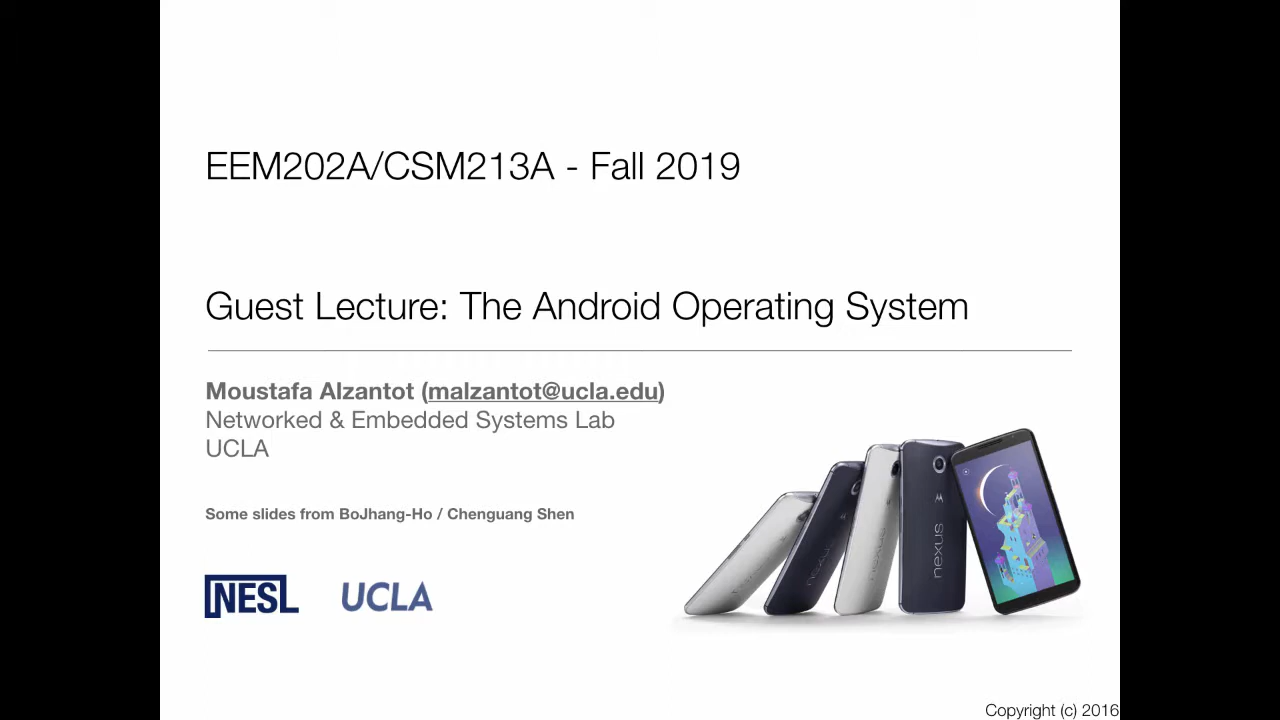 EEM202A/CSM213A - Fall 2019
Guest Lecture: The Android Operating System
Moustafa Alzantot (malzantot@ucla.edu)
Networked & Embedded Systems Lab
UCLA
Some slides from BoJhang-Ho / Chenguang Shen
NESL UCLA
nexus
Copyright (c) 2016